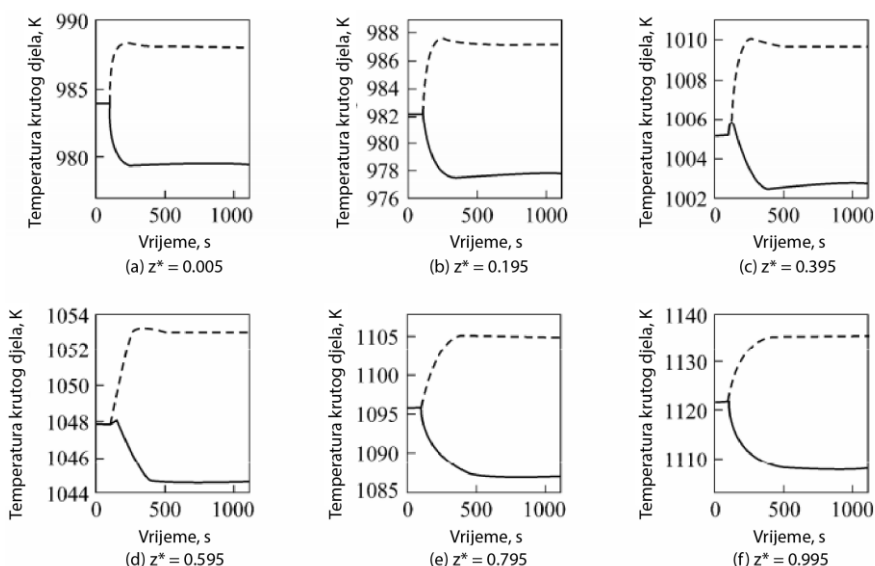 Temperatura krutog djela, K
990
985
980
0
500
1000
Vrijeme, s
(a) z* = 0.005
Temperatura krutog djela, K
988
986
984
982
980
978
976
0
500
1000
Vrijeme, s
(b) z* = 0.195
Temperatura krutog djela, K
1010
1008
1006
1004
1002
0
500
1000
Vrijeme, s
(c) z* = 0.395
Temperatura krutog djela, K
1054
1053
1050
1048
1046
1044
0
500
1000
Vrijeme, s
(d) z* = 0.595
Temperatura krutog djela, K
1105
1100
1095
1090
1085
0
500
1000
Vrijeme, s
(e) z* = 0.795
Temperatura krutog djela, K
1140
1130
1120
1110
0
500
1000
Vrijeme, s
(f) z* = 0.995